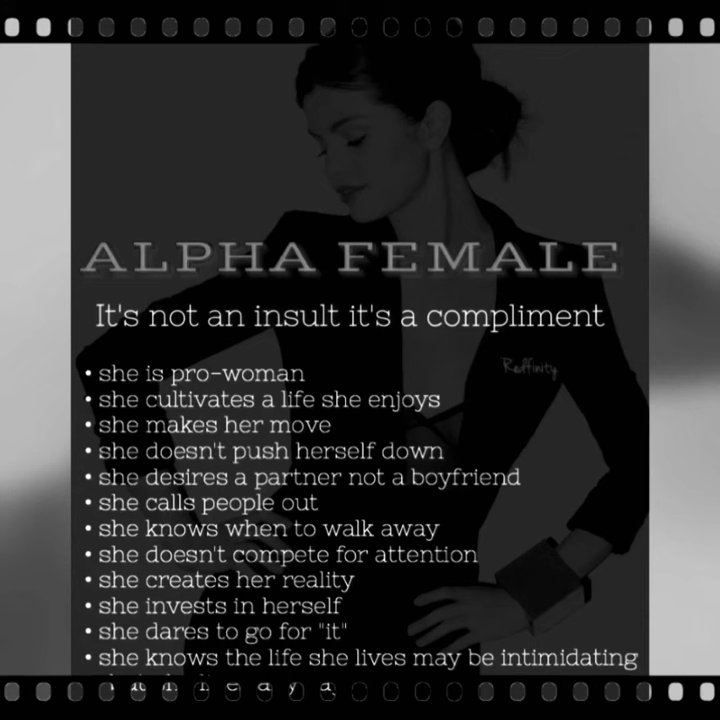 ALPHA FEMALE
It's not an insult it's a compliment
Redfinity
• she is pro-woman
• she cultivates a life she enjoys
• she makes her move
• she doesn't push herself down
• she desires a partner not a boyfriend
• she calls people out
• she knows when to walk away
• she doesn't compete for attention
• she creates her reality
• she invests in herself
• she dares to go for "it"
• she knows the life she lives may be intimidating